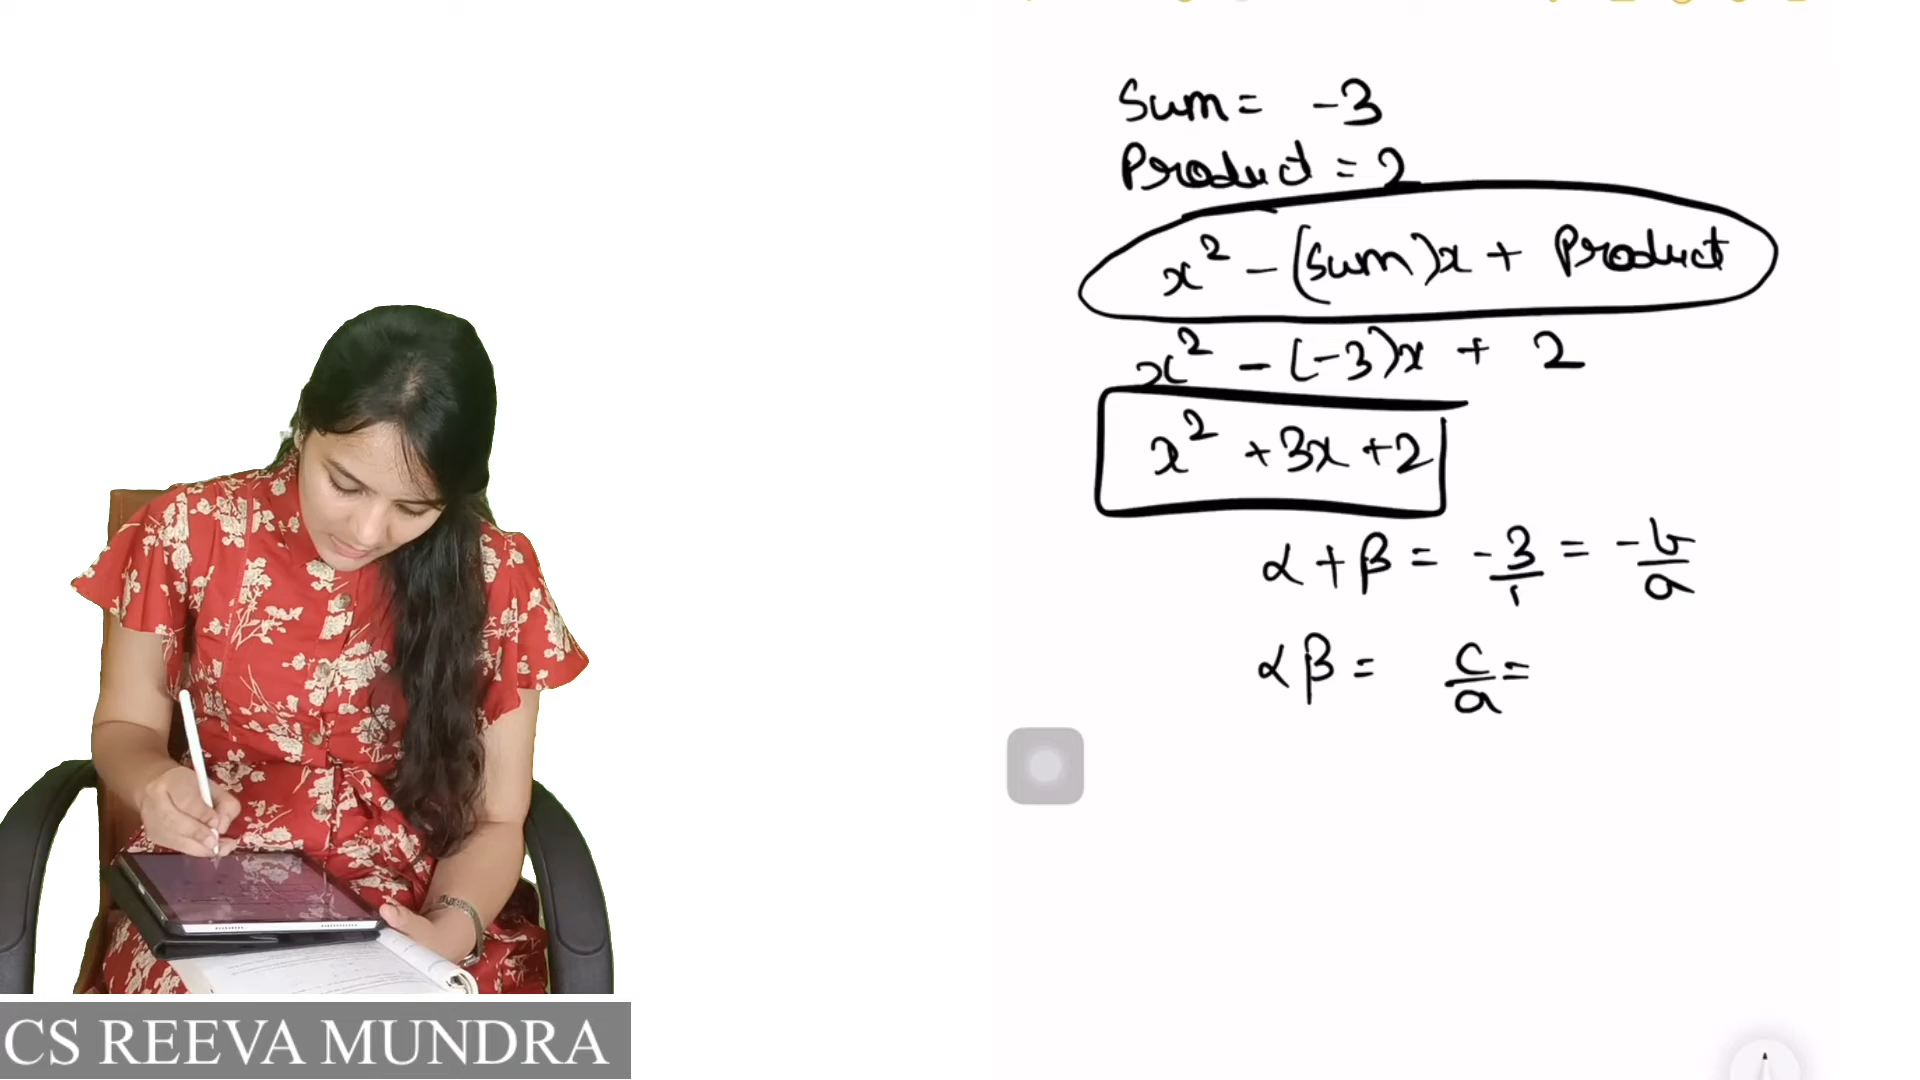 Sum = -3
Product = 2
x² - (Sum)x + Product
x² - (-3)x + 2
x² + 3x + 2
α + β = -3/1 = -b/a
αβ = c/a =
CS REEVA MUNDRA